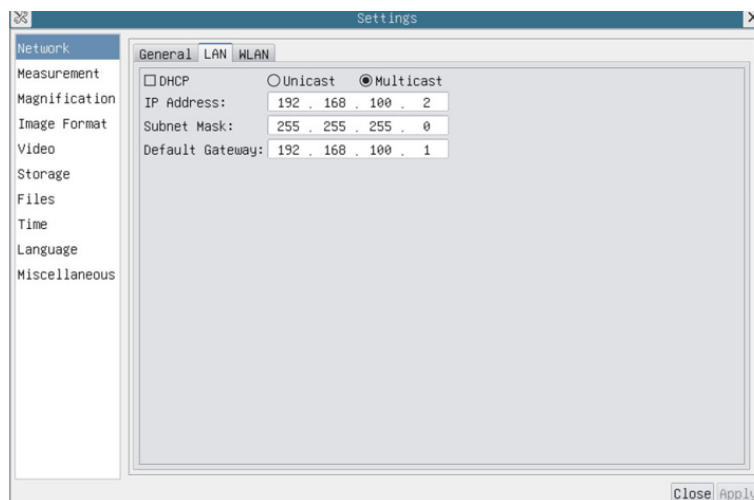 Settings
Network
Measurement
Magnification
Image Format
Video
Storage
Files
Time
Language
Miscellaneous
General LAN WLAN
DHCP Unicast Multicast
IP Address: 192 . 168 . 100 . 2
Subnet Mask: 255 . 255 . 255 . 0
Default Gateway: 192 . 168 . 100 . 1
Close Apply